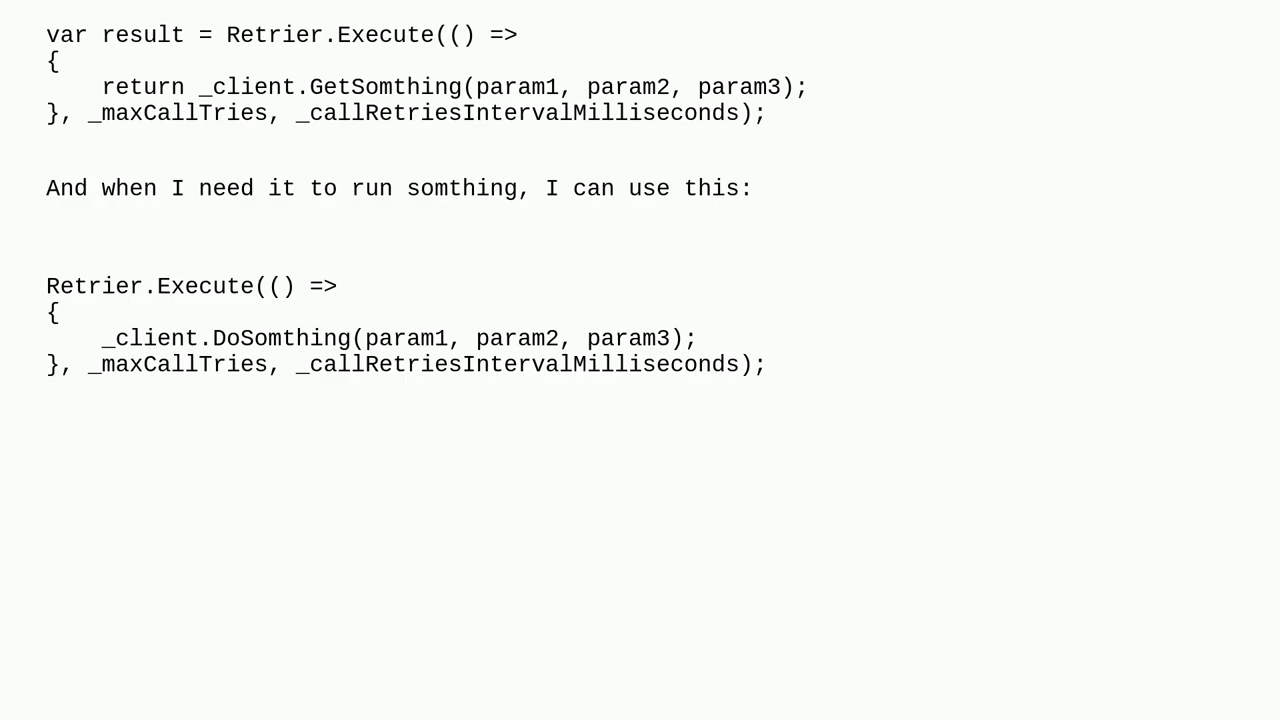 var result = Retrier.Execute(() =>
{
    return _client.GetSomthing(param1, param2, param3);
}, _maxCallTries, _callRetriesIntervalMilliseconds);
And when I need it to run somthing, I can use this:
Retrier.Execute(() =>
{
    _client.DoSomthing(param1, param2, param3);
}, _maxCallTries, _callRetriesIntervalMilliseconds);